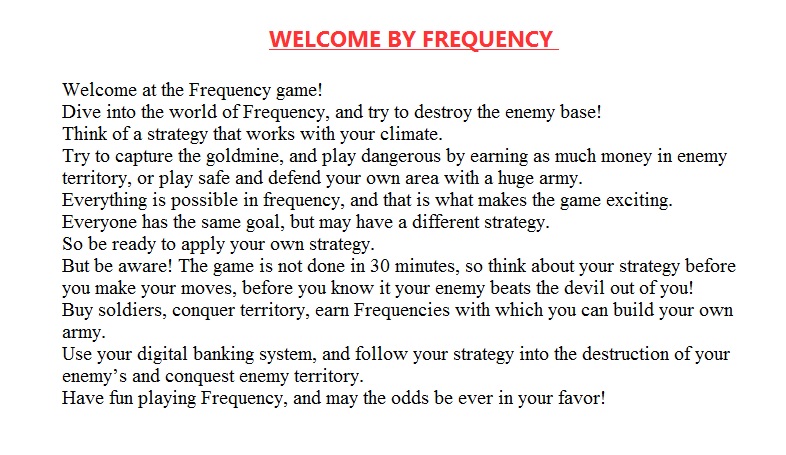 WELCOME BY FREQUENCY
Welcome at the Frequency game!
Dive into the world of Frequency, and try to destroy the enemy base!
Think of a strategy that works with your climate.
Try to capture the goldmine, and play dangerous by earning as much money in enemy
territory, or play safe and defend your own area with a huge army.
Everything is possible in frequency, and that is what makes the game exciting.
Everyone has the same goal, but may have a different strategy.
So be ready to apply your own strategy.
But be aware! The game is not done in 30 minutes, so think about your strategy before
you make your moves, before you know it your enemy beats the devil out of you!
Buy soldiers, conquer territory, earn Frequencies with which you can build your own
army.
Use your digital banking system, and follow your strategy into the destruction of your
enemy’s and conquest enemy territory.
Have fun playing Frequency, and may the odds be ever in your favor!